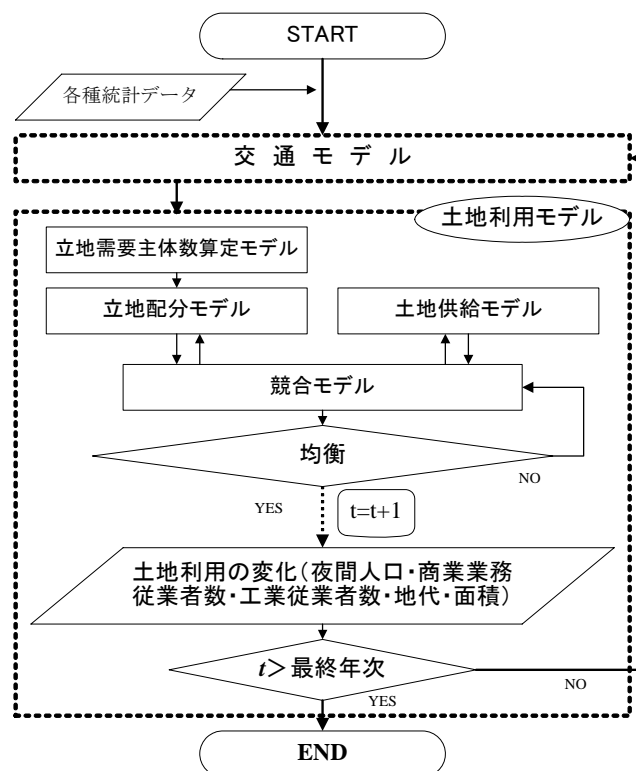 START
各種統計データ
交 通 モ デ ル
土地利用モデル
立地需要主体数算定モデル
立地配分モデル
土地供給モデル
競合モデル
均衡
NO
YES
t=t+1
土地利用の変化(夜間人口・商業業務
従業者数・工業従業者数・地代・面積)
t>最終年次
NO
YES
END